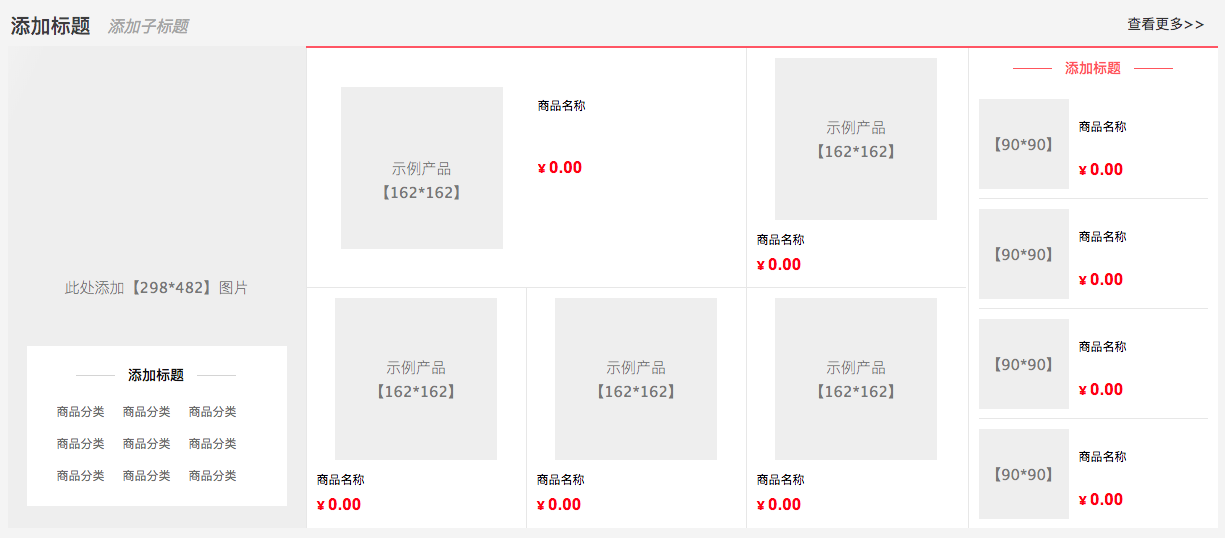 添加标题 添加子标题 查看更多>>
此处添加【298*482】图片
添加标题
商品分类 商品分类 商品分类
商品分类 商品分类 商品分类
商品分类 商品分类 商品分类
示例产品
【162*162】
商品名称
¥ 0.00
示例产品
【162*162】
商品名称
¥ 0.00
示例产品
【162*162】
商品名称
¥ 0.00
示例产品
【162*162】
商品名称
¥ 0.00
示例产品
【162*162】
商品名称
¥ 0.00
添加标题
【90*90】
商品名称
¥ 0.00
【90*90】
商品名称
¥ 0.00
【90*90】
商品名称
¥ 0.00
【90*90】
商品名称
¥ 0.00